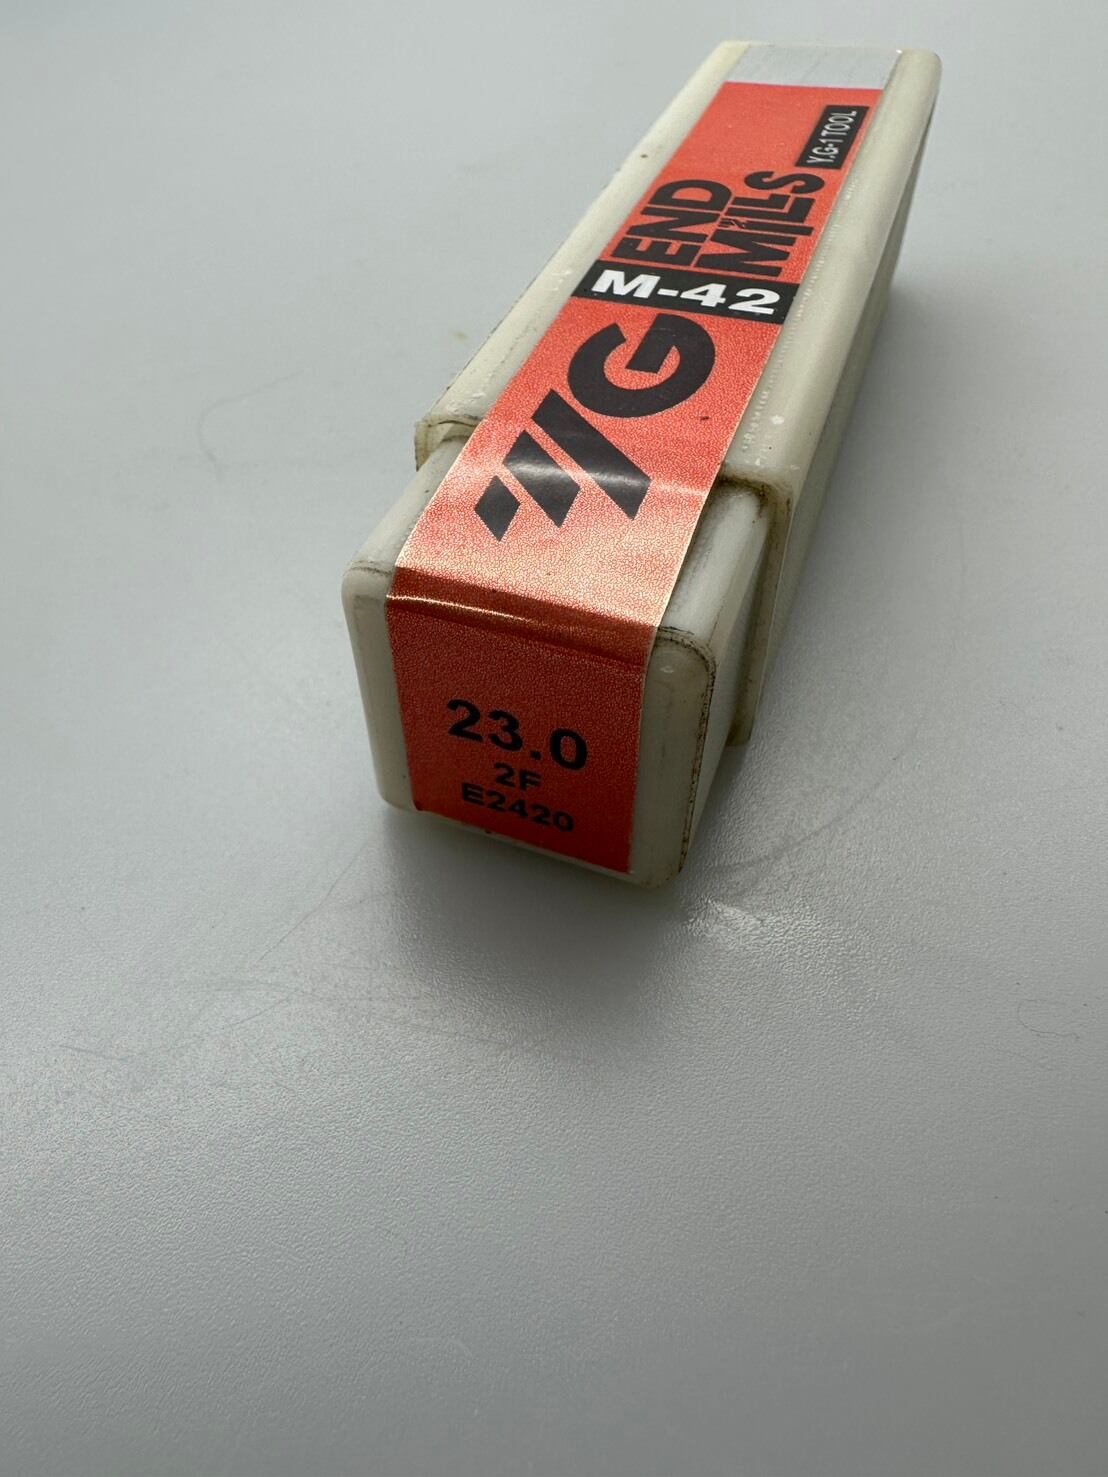 Y.G-1 TOOL
END
MILLS
M-42
YG
23.0
2F
E2420